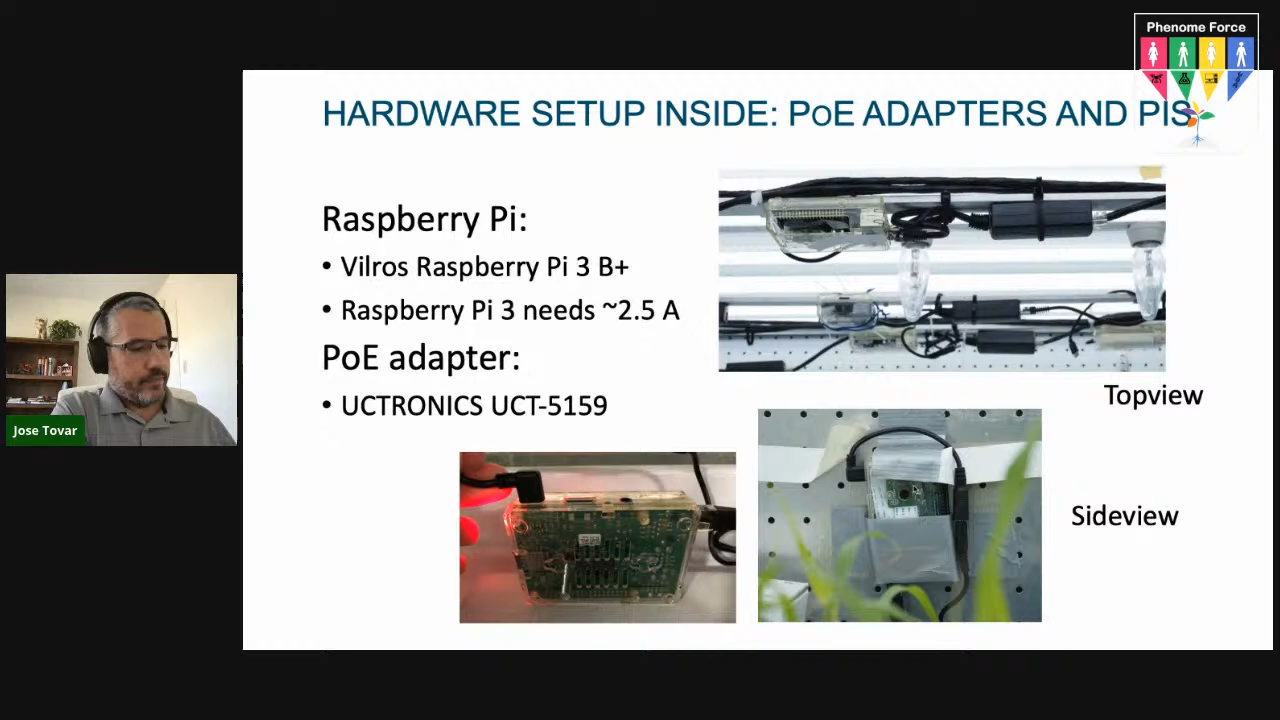 Phenome Force
HARDWARE SETUP INSIDE: POE ADAPTERS AND PIS
Raspberry Pi:
• Vilros Raspberry Pi 3 B+
• Raspberry Pi 3 needs ~2.5 A
PoE adapter:
• UCTRONICS UCT-5159
Topview
Sideview
Jose Tovar